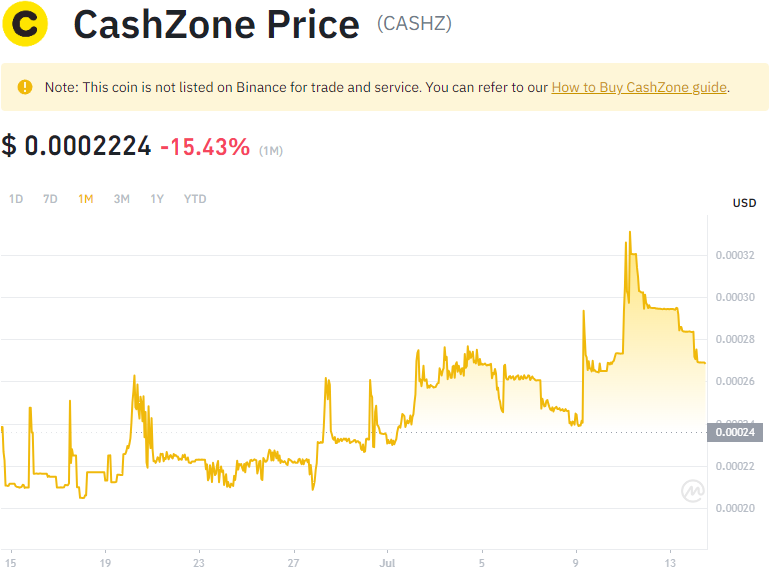 CashZone Price (CASHZ)
Note: This coin is not listed on Binance for trade and service. You can refer to our How to Buy CashZone guide.
$ 0.0002224 -15.43% (1M)
1D 7D 1M 3M 1Y YTD
USD
0.00032
0.00030
0.00028
0.00026
0.00024
0.00024
0.00022
0.00020
15 19 23 27 Jul 5 9 13